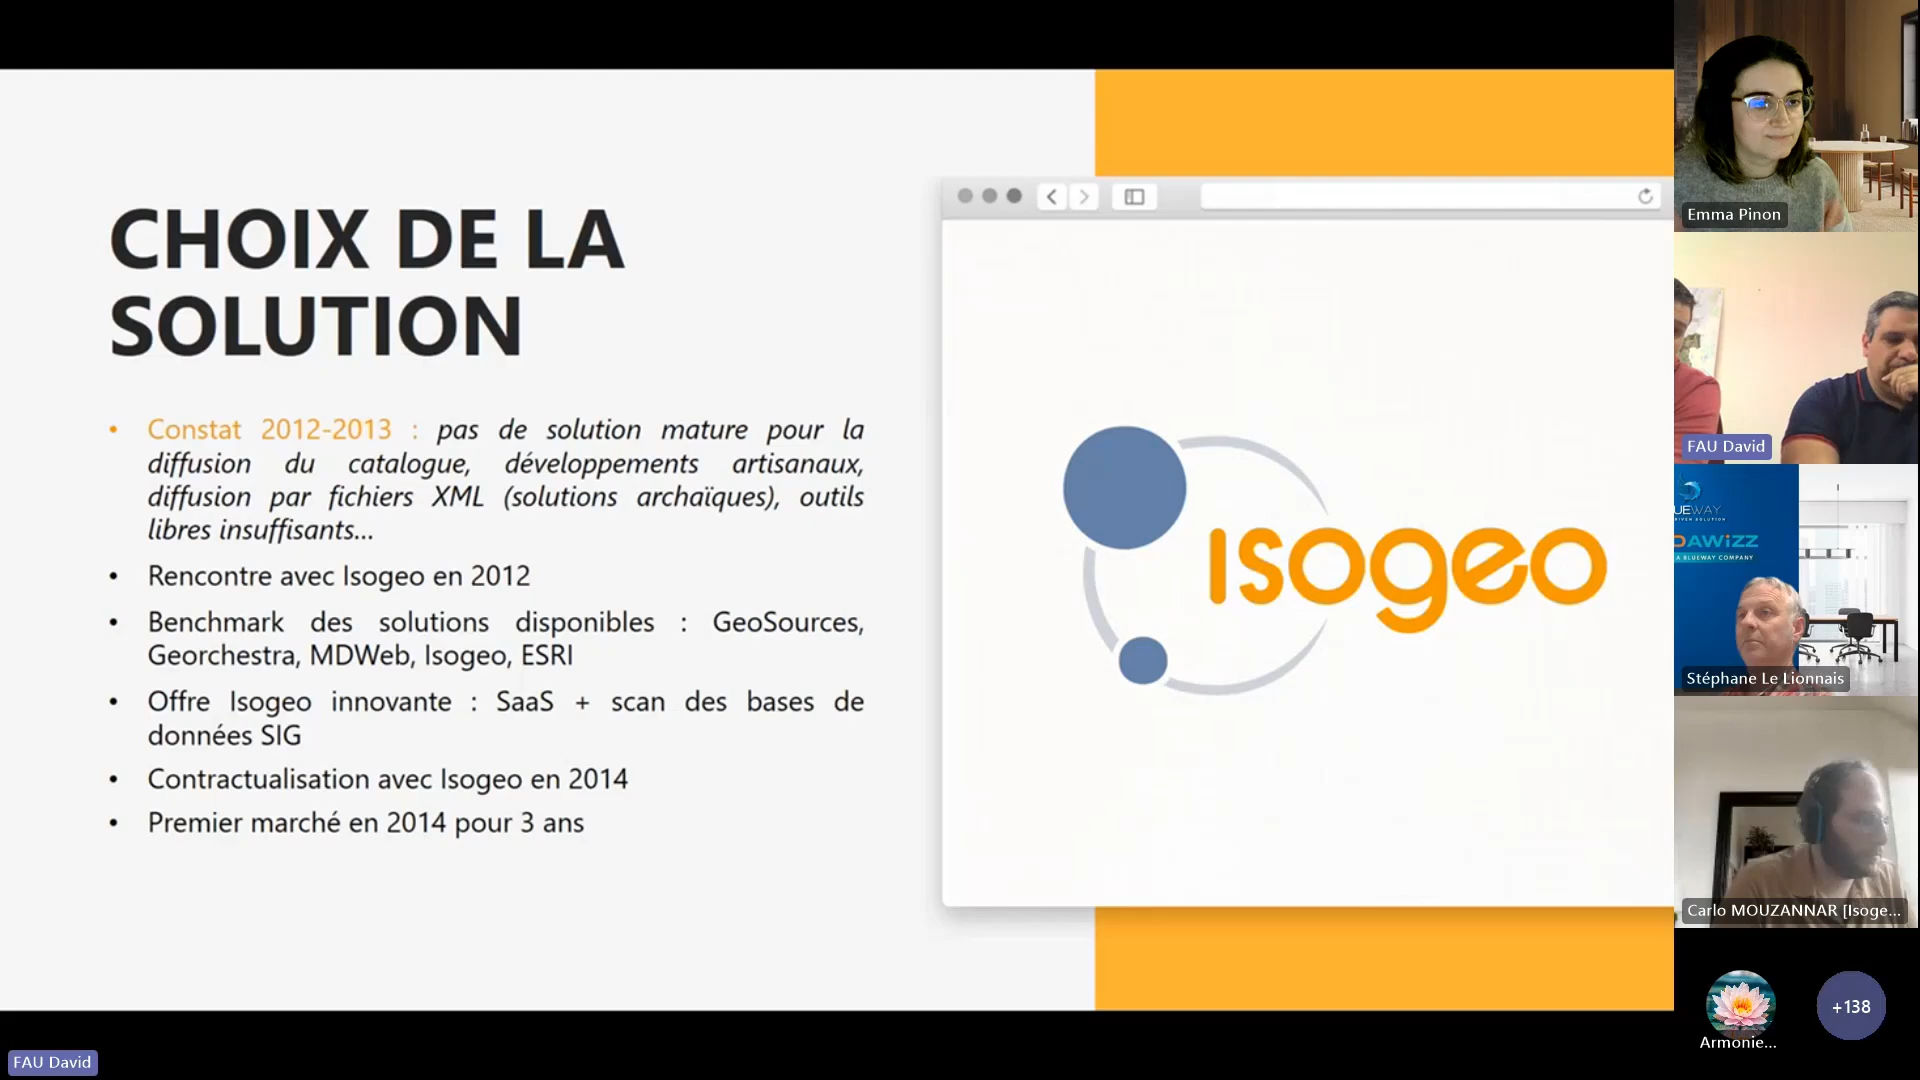 CHOIX DE LA
SOLUTION
• Constat 2012-2013 : pas de solution mature pour la
diffusion du catalogue, développements artisanaux,
diffusion par fichiers XML (solutions archaïques), outils
libres insuffisants...
• Rencontre avec Isogeo en 2012
• Benchmark des solutions disponibles : GeoSources,
Georchestra, MDWeb, Isogeo, ESRI
• Offre Isogeo innovante : SaaS + scan des bases de
données SIG
• Contractualisation avec Isogeo en 2014
• Premier marché en 2014 pour 3 ans
isogeo
Emma Pinon
FAU David
UEWAY
DAWIZZ
A BLUEWAY COMPANY
Stéphane Le Lionnais
Carlo MOUZANNAR [Isoge...
Armonie...
+138
FAU David